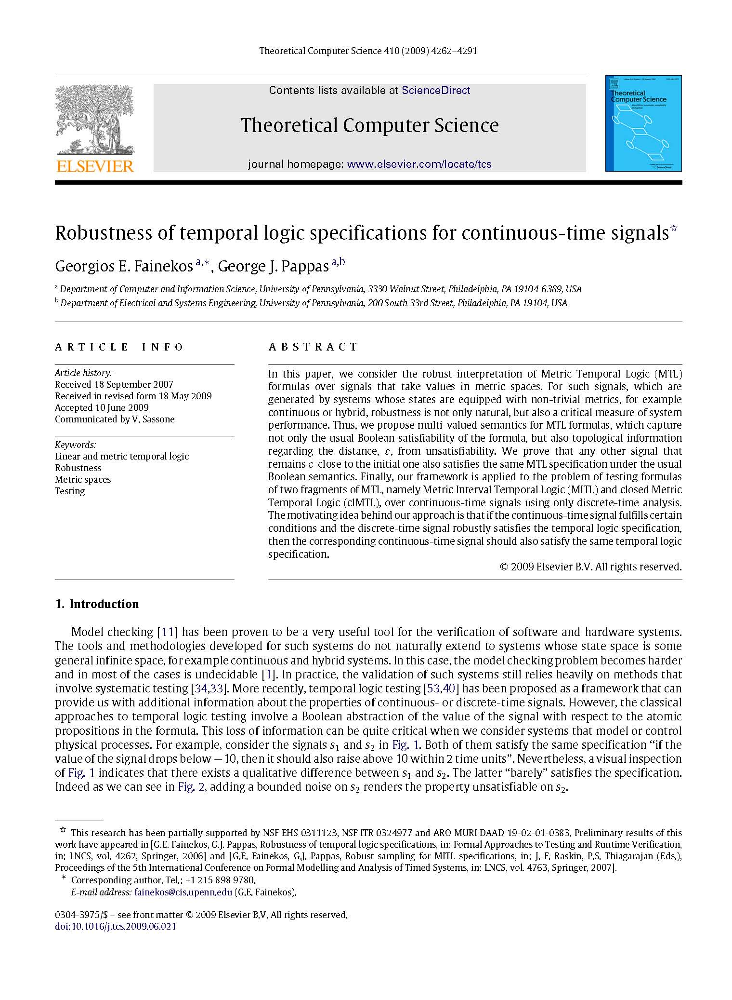 Theoretical Computer Science 410 (2009) 4262–4291
Contents lists available at ScienceDirect
Theoretical Computer Science
journal homepage: www.elsevier.com/locate/tcs
ELSEVIER
Theoretical
Computer Science
Robustness of temporal logic specifications for continuous-time signals☆
Georgios E. Fainekos a,*, George J. Pappas a,b
a Department of Computer and Information Science, University of Pennsylvania, 3330 Walnut Street, Philadelphia, PA 19104-6389, USA
b Department of Electrical and Systems Engineering, University of Pennsylvania, 200 South 33rd Street, Philadelphia, PA 19104, USA
ARTICLE INFO
Article history:
Received 18 September 2007
Received in revised form 18 May 2009
Accepted 10 June 2009
Communicated by V. Sassone
Keywords:
Linear and metric temporal logic
Robustness
Metric spaces
Testing
ABSTRACT
In this paper, we consider the robust interpretation of Metric Temporal Logic (MTL)
formulas over signals that take values in metric spaces. For such signals, which are
generated by systems whose states are equipped with non-trivial metrics, for example
continuous or hybrid, robustness is not only natural, but also a critical measure of system
performance. Thus, we propose multi-valued semantics for MTL formulas, which capture
not only the usual Boolean satisfiability of the formula, but also topological information
regarding the distance, ε, from unsatisfiability. We prove that any other signal that
remains ε-close to the initial one also satisfies the same MTL specification under the usual
Boolean semantics. Finally, our framework is applied to the problem of testing formulas
of two fragments of MTL, namely Metric Interval Temporal Logic (MITL) and closed Metric
Temporal Logic (clMTL), over continuous-time signals using only discrete-time analysis.
The motivating idea behind our approach is that if the continuous-time signal fulfills certain
conditions and the discrete-time signal robustly satisfies the temporal logic specification,
then the corresponding continuous-time signal should also satisfy the same temporal logic
specification.
© 2009 Elsevier B.V. All rights reserved.
1. Introduction
Model checking [11] has been proven to be a very useful tool for the verification of software and hardware systems.
The tools and methodologies developed for such systems do not naturally extend to systems whose state space is some
general infinite space, for example continuous and hybrid systems. In this case, the model checking problem becomes harder
and in most of the cases is undecidable [1]. In practice, the validation of such systems still relies heavily on methods that
involve systematic testing [34,33]. More recently, temporal logic testing [53,40] has been proposed as a framework that can
provide us with additional information about the properties of continuous- or discrete-time signals. However, the classical
approaches to temporal logic testing involve a Boolean abstraction of the value of the signal with respect to the atomic
propositions in the formula. This loss of information can be quite critical when we consider systems that model or control
physical processes. For example, consider the signals s1 and s2 in Fig. 1. Both of them satisfy the same specification “if the
value of the signal drops below −10, then it should also raise above 10 within 2 time units”. Nevertheless, a visual inspection
of Fig. 1 indicates that there exists a qualitative difference between s1 and s2. The latter “barely” satisfies the specification.
Indeed as we can see in Fig. 2, adding a bounded noise on s2 renders the property unsatisfiable on s2.
☆ This research has been partially supported by NSF EHS 0311123, NSF ITR 0324977 and ARO MURI DAAD 19-02-01-0383. Preliminary results of this
work have appeared in [G.E. Fainekos, G.J. Pappas, Robustness of temporal logic specifications, in: Formal Approaches to Testing and Runtime Verification,
in: LNCS, vol. 4262, Springer, 2006] and [G.E. Fainekos, G.J. Pappas, Robust sampling for MITL specifications, in: J.-F. Raskin, P.S. Thiagarajan (Eds.),
Proceedings of the 5th International Conference on Formal Modelling and Analysis of Timed Systems, in: LNCS, vol. 4763, Springer, 2007].
* Corresponding author. Tel.: +1 215 898 9780.
E-mail address: fainekos@cis.upenn.edu (G.E. Fainekos).
0304-3975/$ – see front matter © 2009 Elsevier B.V. All rights reserved.
doi:10.1016/j.tcs.2009.06.021